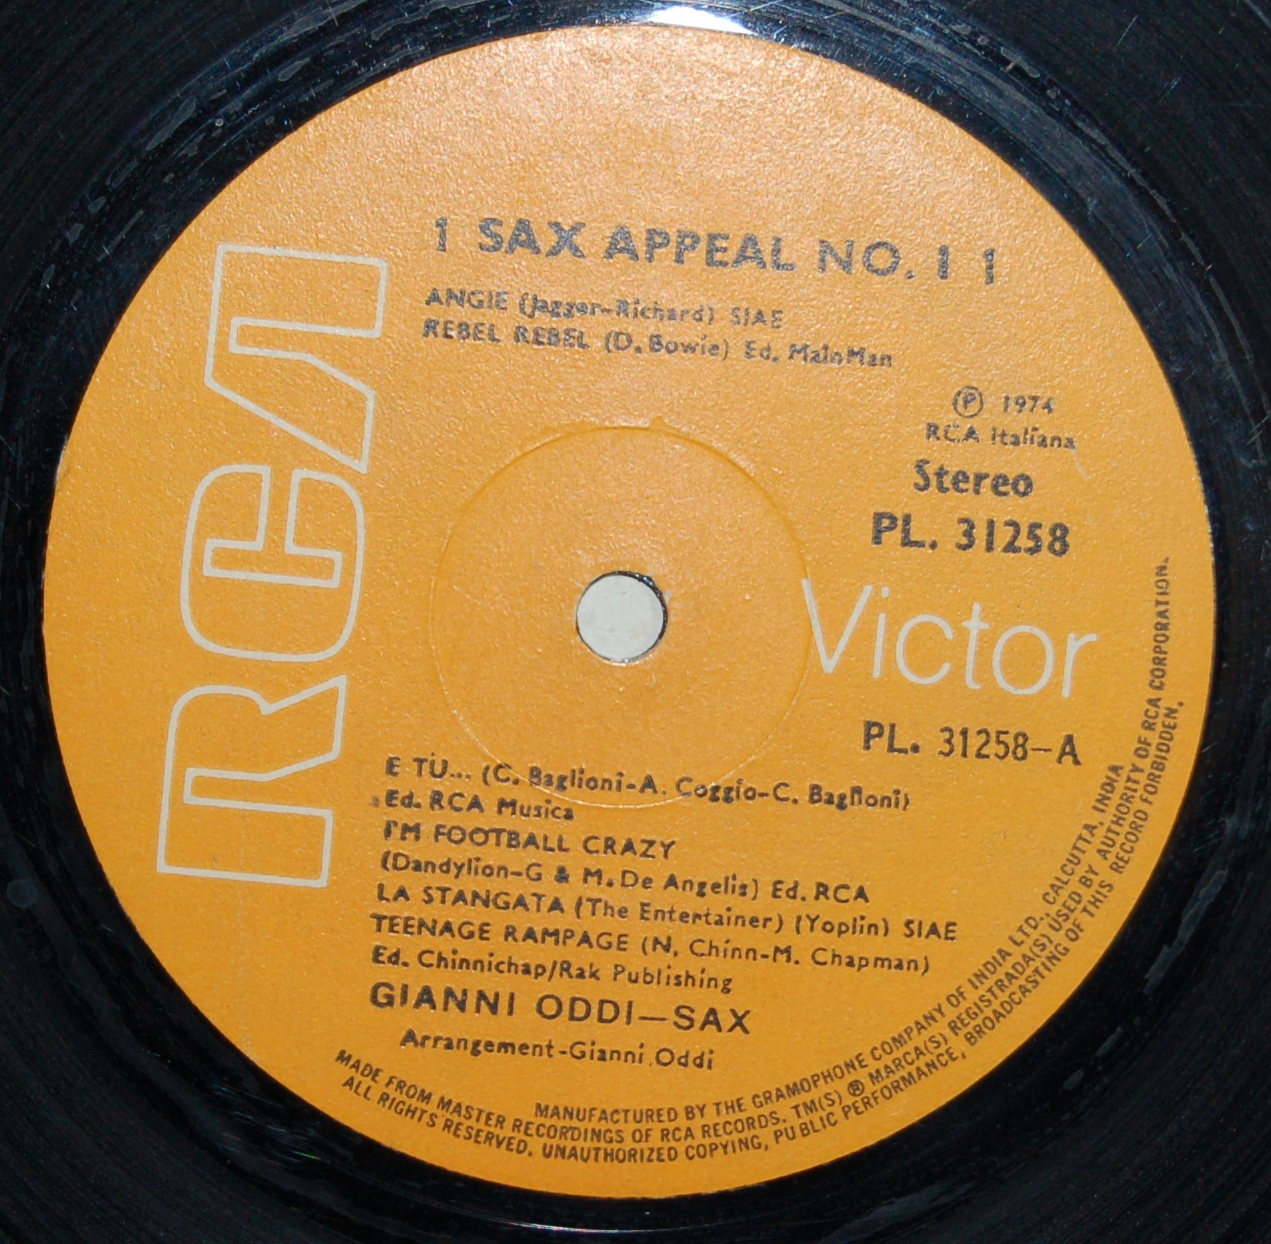 1 SAX APPEAL NO. 1 1
ANGIE (Jagger-Richard) SIAE
REBEL REBEL (D. Bowie) Ed. MainMan
Ⓟ 1974
RCA Italiana
Stereo
PL. 31258
RCA
Victor
PL. 31258-A
E TU... (C. Baglioni-A. Coggio-C. Baglioni)
Ed. RCA Musica
I'M FOOTBALL CRAZY
(Dandylion-G & M. De Angelis) Ed. RCA
LA STANGATA (The Entertainer) (Yoplin) SIAE
TEENAGE RAMPAGE (N. Chinn-M. Chapman)
Ed. Chinnichap/Rak Publishing
GIANNI ODDI—SAX
Arrangement-Gianni Oddi
MANUFACTURED BY THE GRAMOPHONE COMPANY OF INDIA LTD., CALCUTTA, INDIA
MADE FROM MASTER RECORDINGS OF RCA RECORDS. TM(S) ® MARCA(S) REGISTRADA(S) USED BY AUTHORITY OF RCA CORPORATION.
ALL RIGHTS RESERVED. UNAUTHORIZED COPYING, PUBLIC PERFORMANCE, BROADCASTING OF THIS RECORD FORBIDDEN.